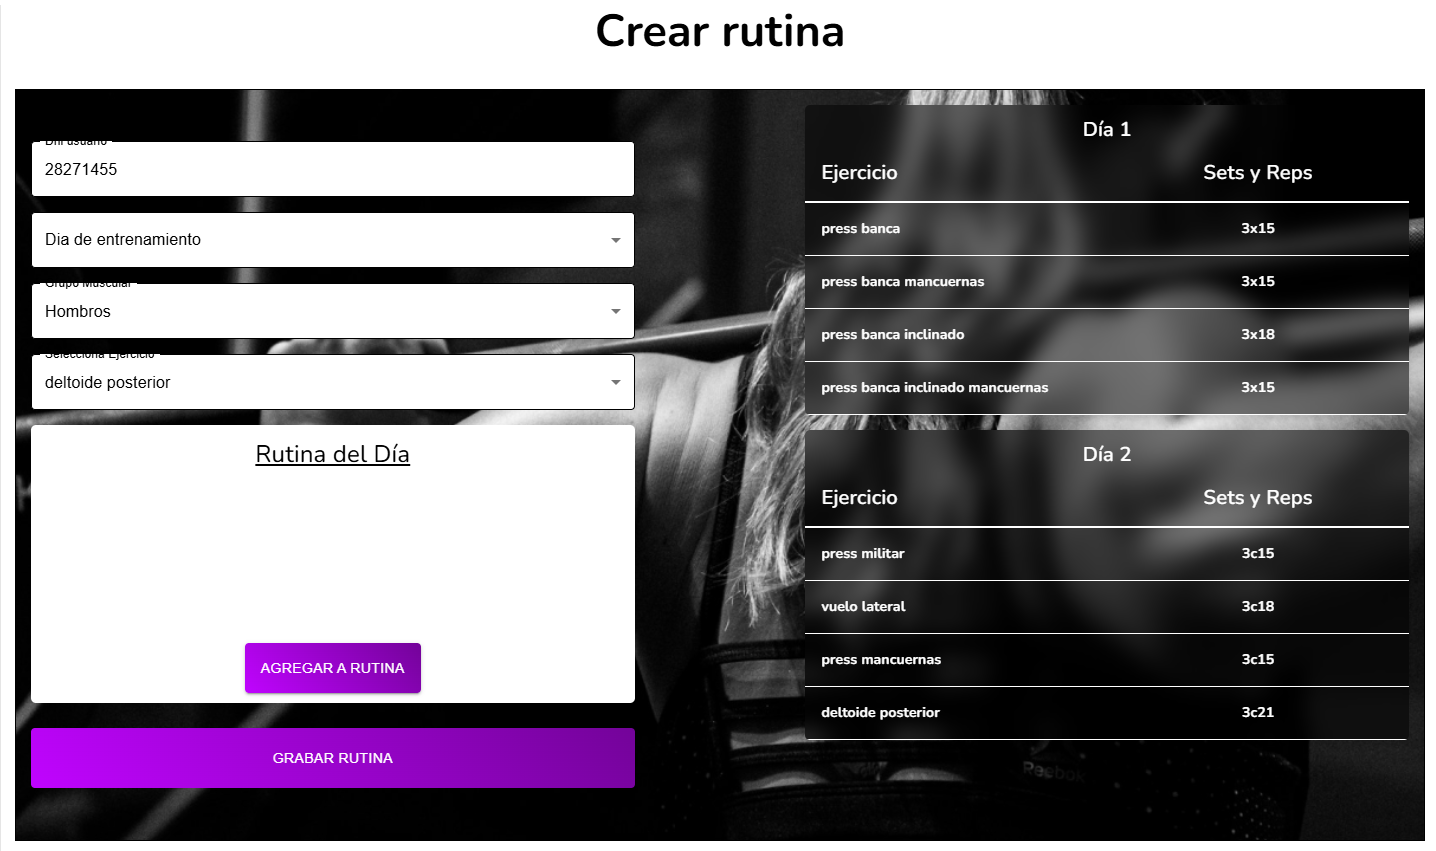 Crear rutina
Dni usuario
28271455
Dia de entrenamiento
Grupo Muscular
Hombros
Selecciona Ejercicio
deltoide posterior
Rutina del Día
AGREGAR A RUTINA
GRABAR RUTINA
Día 1
Ejercicio Sets y Reps
press banca 3x15
press banca mancuernas 3x15
press banca inclinado 3x18
press banca inclinado mancuernas 3x15
Día 2
Ejercicio Sets y Reps
press militar 3c15
vuelo lateral 3c18
press mancuernas 3c15
deltoide posterior 3c21
Reebok